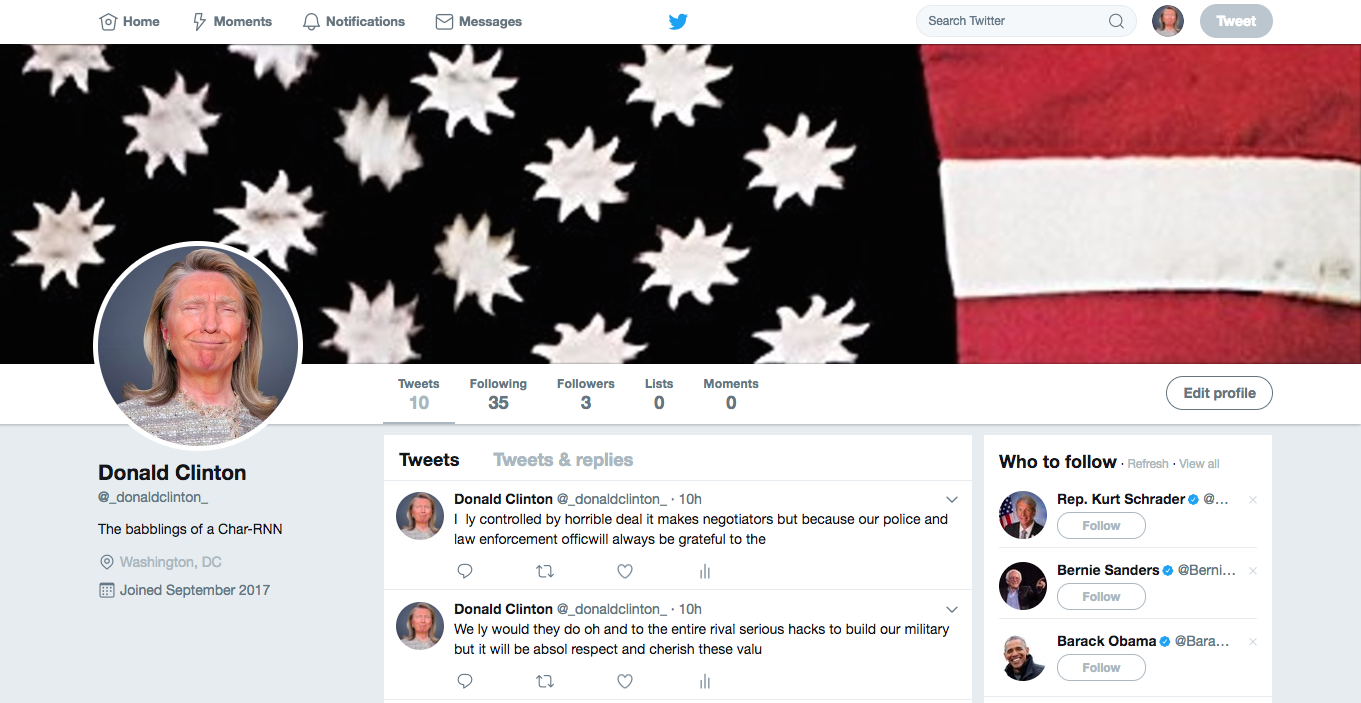 Home
Moments
Notifications
Messages
Search Twitter
Tweet
Tweets
Following
Followers
Lists
Moments
10
35
3
0
0
Edit profile
Donald Clinton
@_donaldclinton_
The babblings of a Char-RNN
Washington, DC
Joined September 2017
Tweets Tweets & replies
Donald Clinton @_donaldclinton_ · 10h
I ly controlled by horrible deal it makes negotiators but because our police and
law enforcement officwill always be grateful to the
Donald Clinton @_donaldclinton_ · 10h
We ly would they do oh and to the entire rival serious hacks to build our military
but it will be absol respect and cherish these valu
Who to follow · Refresh · View all
Rep. Kurt Schrader @...
Follow
Bernie Sanders @Berni...
Follow
Barack Obama @Bara...
Follow